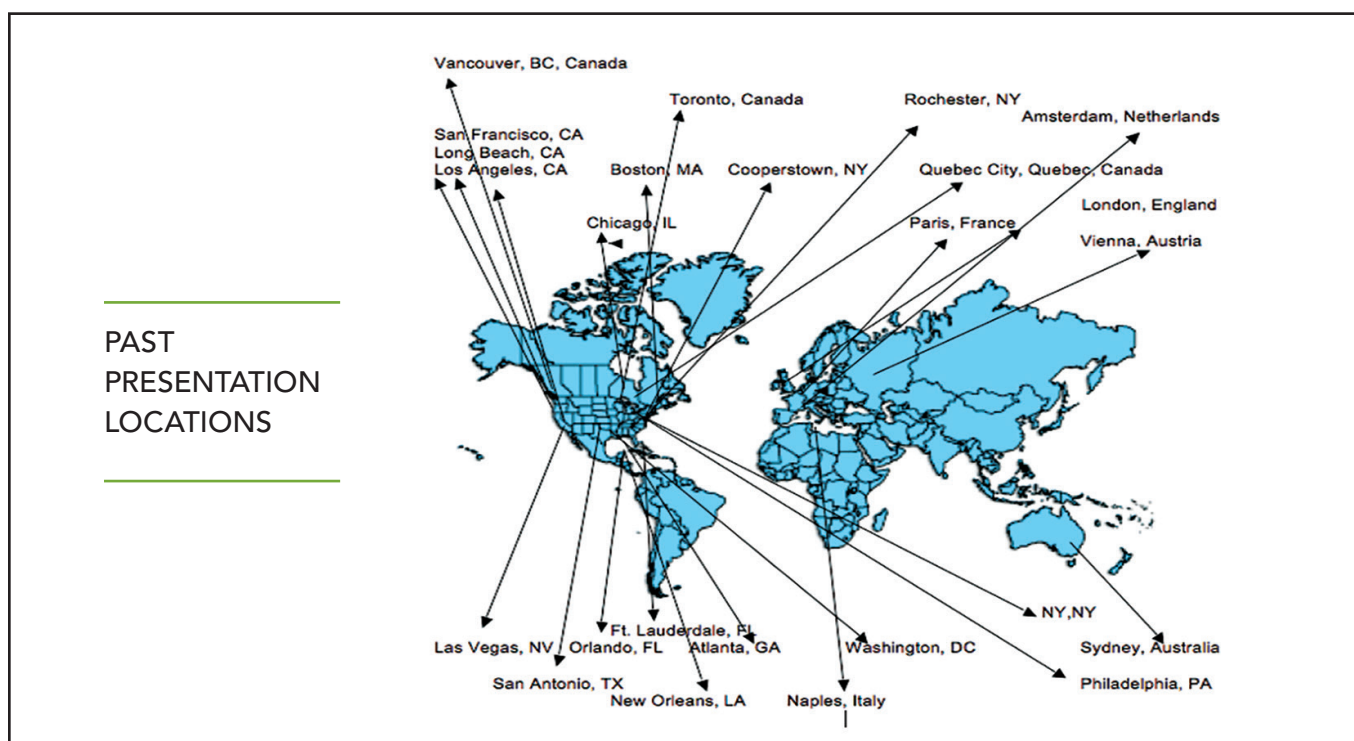 PAST
PRESENTATION
LOCATIONS
Vancouver, BC, Canada
Toronto, Canada
Rochester, NY
Amsterdam, Netherlands
San Francisco, CA
Long Beach, CA
Los Angeles, CA
Boston, MA
Cooperstown, NY
Quebec City, Quebec, Canada
London, England
Chicago, IL
Paris, France
Vienna, Austria
NY,NY
Ft. Lauderdale, FL
Las Vegas, NV
Orlando, FL
Atlanta, GA
Washington, DC
Sydney, Australia
San Antonio, TX
Philadelphia, PA
New Orleans, LA
Naples, Italy